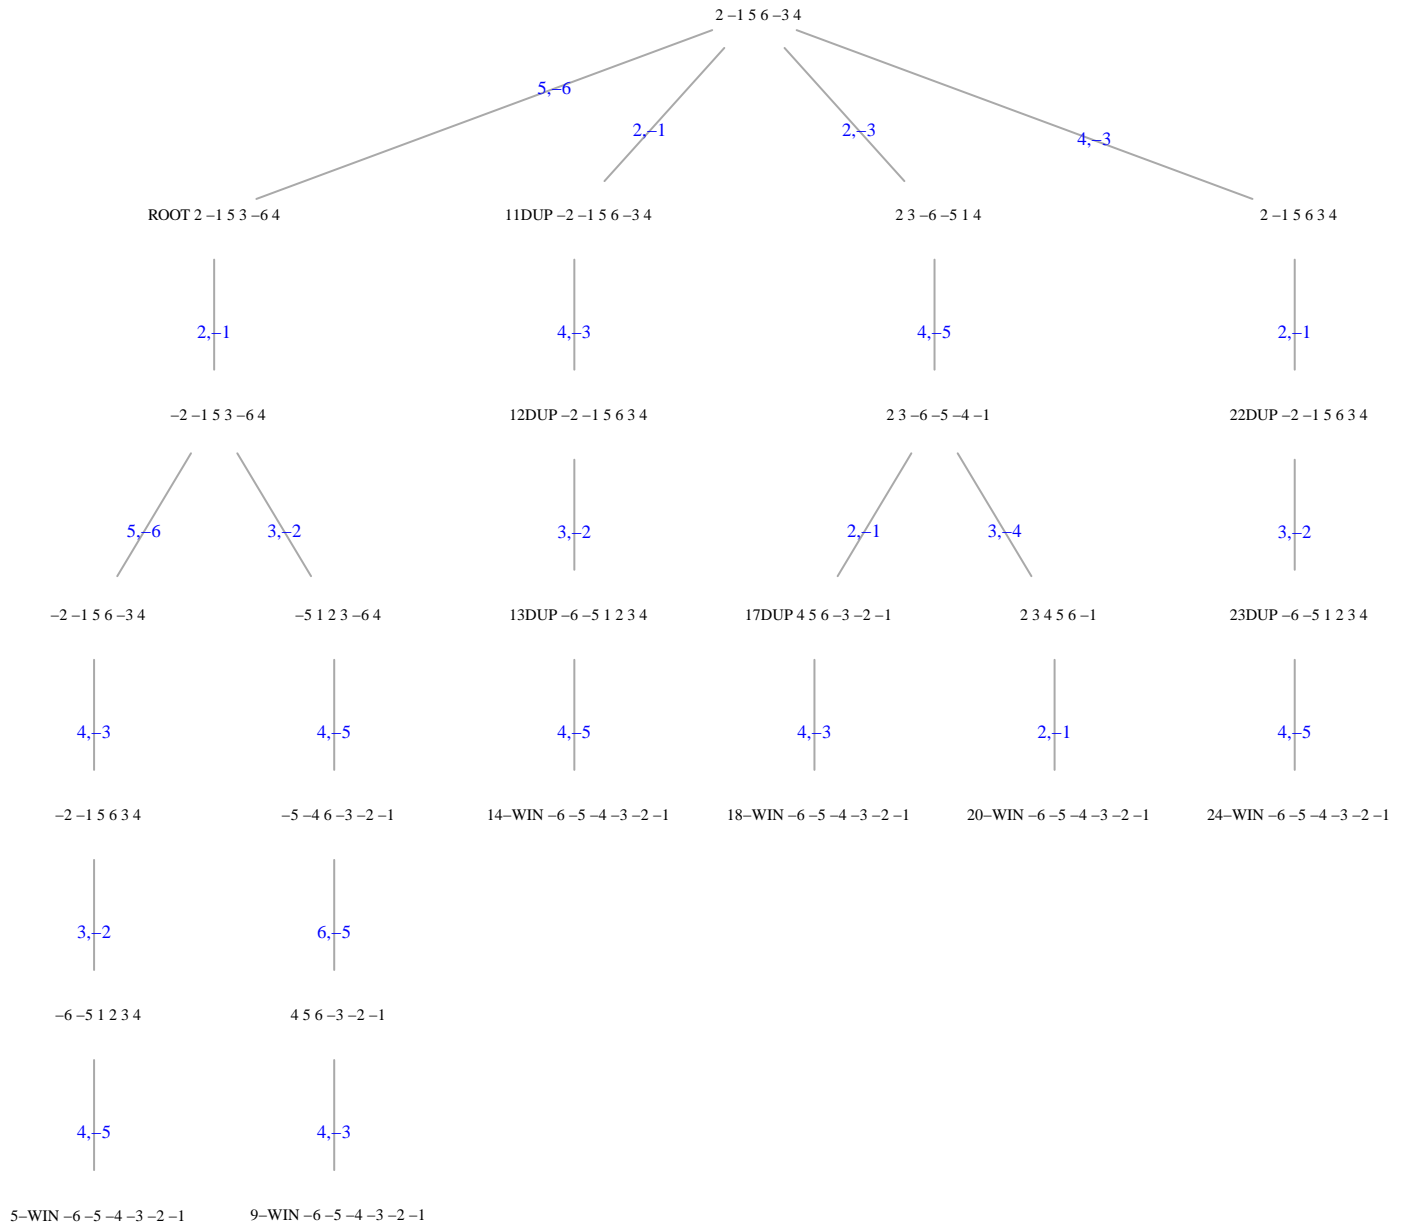 2 –1 5 6 –3 4
5,–6
2,–1
2,–3
4,–3
ROOT 2 –1 5 3 –6 4
11DUP –2 –1 5 6 –3 4
2 3 –6 –5 1 4
2 –1 5 6 3 4
2,–1
4,–3
4,–5
2,–1
–2 –1 5 3 –6 4
12DUP –2 –1 5 6 3 4
2 3 –6 –5 –4 –1
22DUP –2 –1 5 6 3 4
5,–6
3,–2
3,–2
2,–1
3,–4
3,–2
–2 –1 5 6 –3 4
–5 1 2 3 –6 4
13DUP –6 –5 1 2 3 4
17DUP 4 5 6 –3 –2 –1
2 3 4 5 6 –1
23DUP –6 –5 1 2 3 4
4,–3
4,–5
4,–5
4,–3
2,–1
4,–5
–2 –1 5 6 3 4
–5 –4 6 –3 –2 –1
14–WIN –6 –5 –4 –3 –2 –1
18–WIN –6 –5 –4 –3 –2 –1
20–WIN –6 –5 –4 –3 –2 –1
24–WIN –6 –5 –4 –3 –2 –1
3,–2
6,–5
–6 –5 1 2 3 4
4 5 6 –3 –2 –1
4,–5
4,–3
5–WIN –6 –5 –4 –3 –2 –1
9–WIN –6 –5 –4 –3 –2 –1